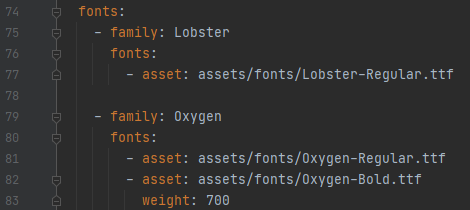 74 fonts:
75 - family: Lobster
76 fonts:
77 - asset: assets/fonts/Lobster-Regular.ttf
78
79 - family: Oxygen
80 fonts:
81 - asset: assets/fonts/Oxygen-Regular.ttf
82 - asset: assets/fonts/Oxygen-Bold.ttf
83 weight: 700